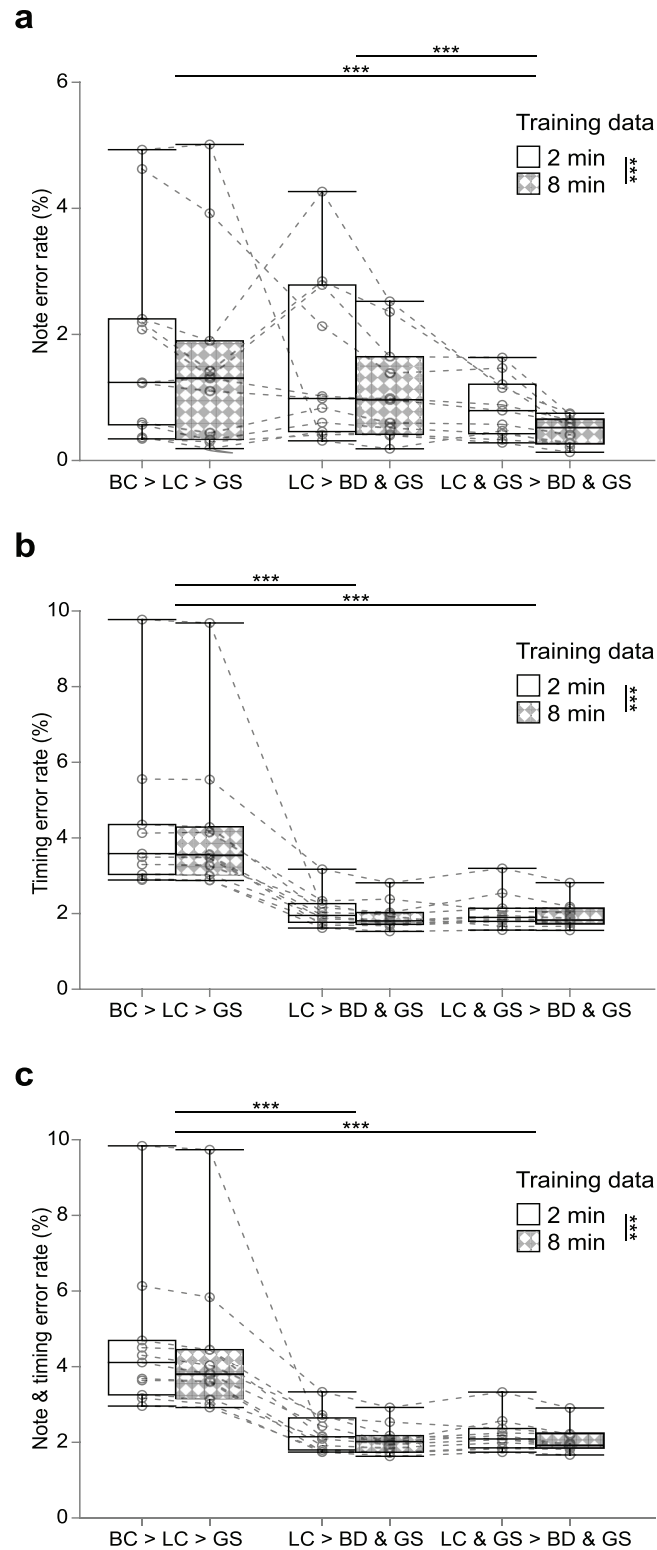 a
***
***
6
4
2
0
Note error rate (%)
Training data
2 min
8 min
***
BC > LC > GS
LC > BD & GS
LC & GS > BD & GS
b
***
***
10
8
6
4
2
0
Timing error rate (%)
Training data
2 min
8 min
***
BC > LC > GS
LC > BD & GS
LC & GS > BD & GS
c
***
***
10
8
6
4
2
0
Note & timing error rate (%)
Training data
2 min
8 min
***
BC > LC > GS
LC > BD & GS
LC & GS > BD & GS